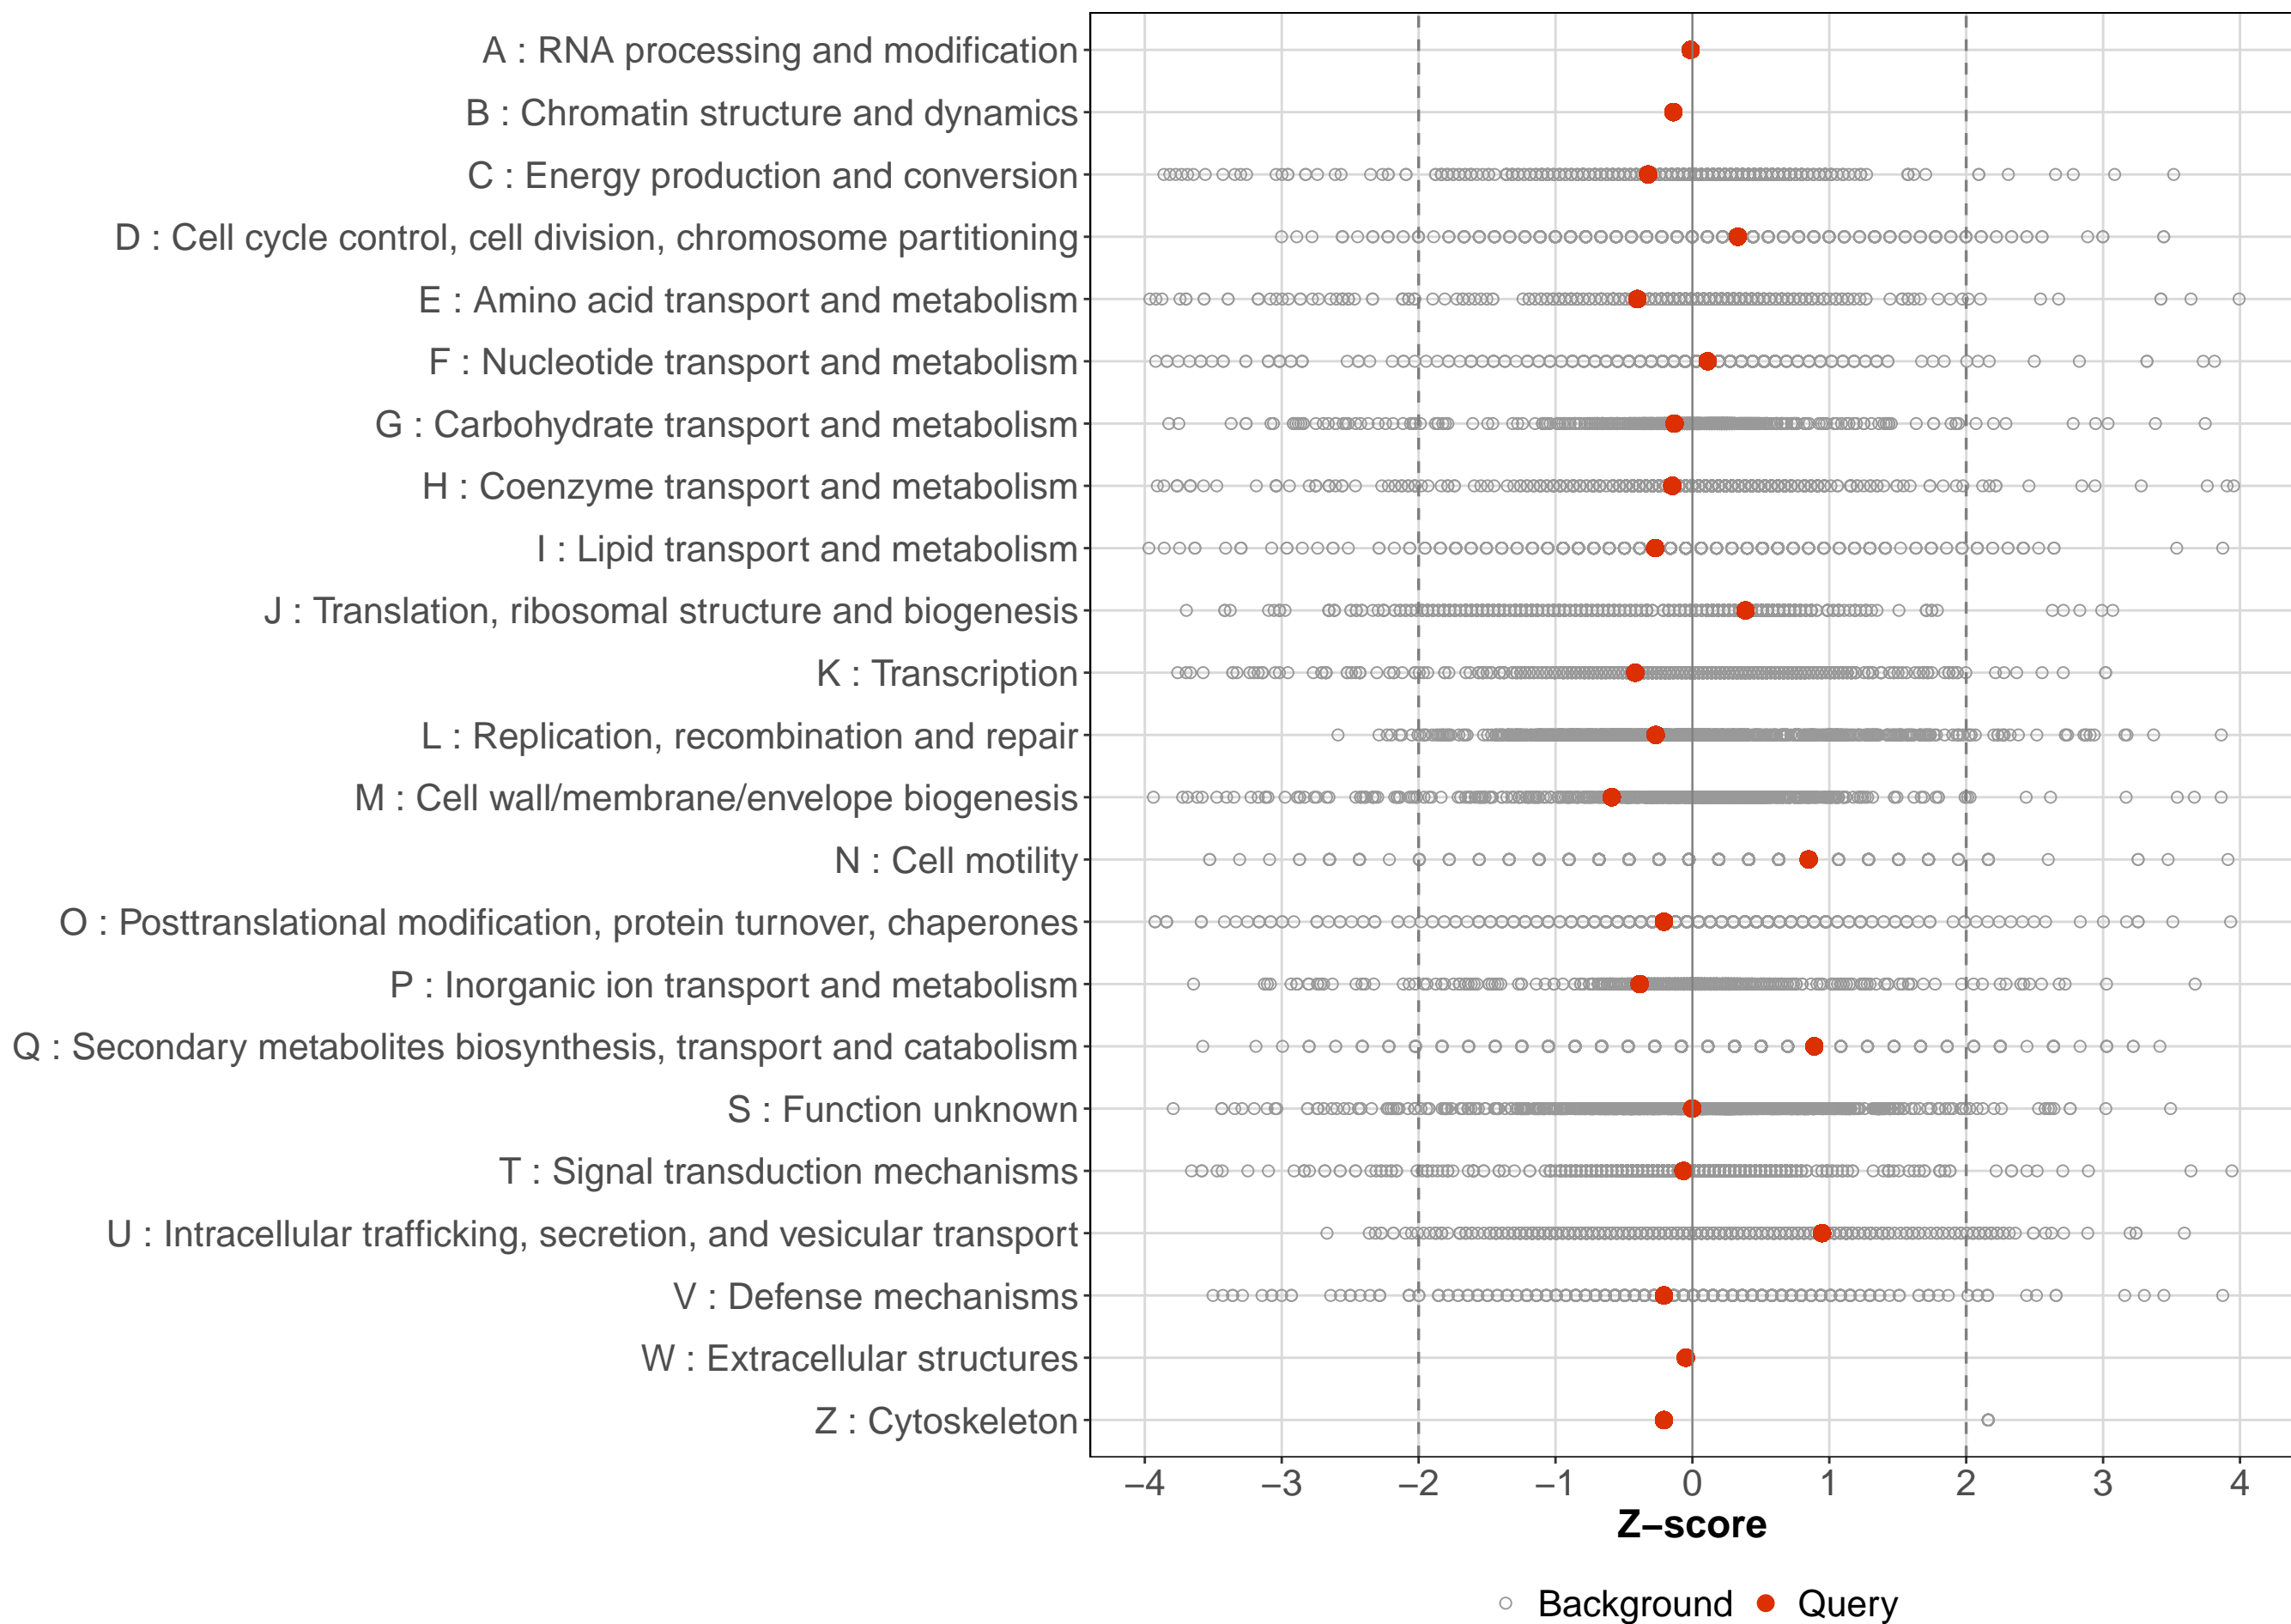 A : RNA processing and modification
B : Chromatin structure and dynamics
C : Energy production and conversion
D : Cell cycle control, cell division, chromosome partitioning
E : Amino acid transport and metabolism
F : Nucleotide transport and metabolism
G : Carbohydrate transport and metabolism
H : Coenzyme transport and metabolism
I : Lipid transport and metabolism
J : Translation, ribosomal structure and biogenesis
K : Transcription
L : Replication, recombination and repair
M : Cell wall/membrane/envelope biogenesis
N : Cell motility
O : Posttranslational modification, protein turnover, chaperones
P : Inorganic ion transport and metabolism
Q : Secondary metabolites biosynthesis, transport and catabolism
S : Function unknown
T : Signal transduction mechanisms
U : Intracellular trafficking, secretion, and vesicular transport
V : Defense mechanisms
W : Extracellular structures
Z : Cytoskeleton
−4 −3 −2 −1 0 1 2 3 4
Z−score
Background Query